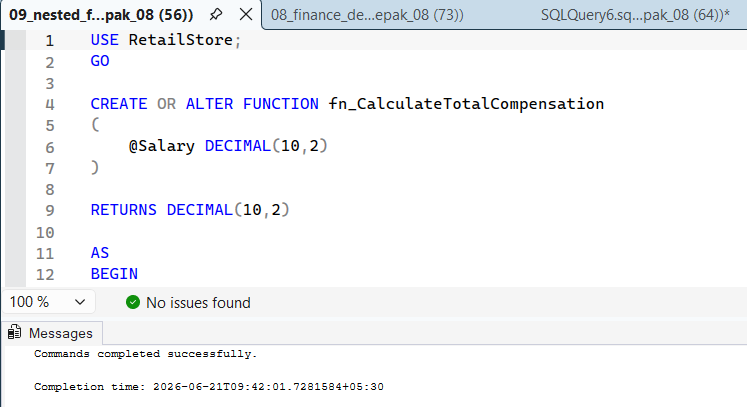 09_nested_f...pak_08 (56)) 08_finance_de...epak_08 (73)) SQLQuery6.sq...pak_08 (64))*
1 USE RetailStore;
2 GO
3
4 CREATE OR ALTER FUNCTION fn_CalculateTotalCompensation
5 (
6 @Salary DECIMAL(10,2)
7 )
8
9 RETURNS DECIMAL(10,2)
10
11 AS
12 BEGIN
100 % No issues found
Messages
Commands completed successfully.
Completion time: 2026-06-21T09:42:01.7281584+05:30